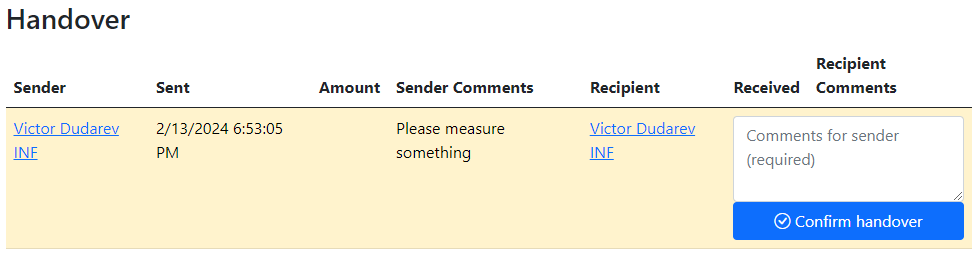 Handover
Recipient
Sender Sent Amount Sender Comments Recipient Received Comments
Victor Dudarev 2/13/2024 6:53:05 Please measure Victor Dudarev Comments for sender
INF PM something INF (required)
Confirm handover